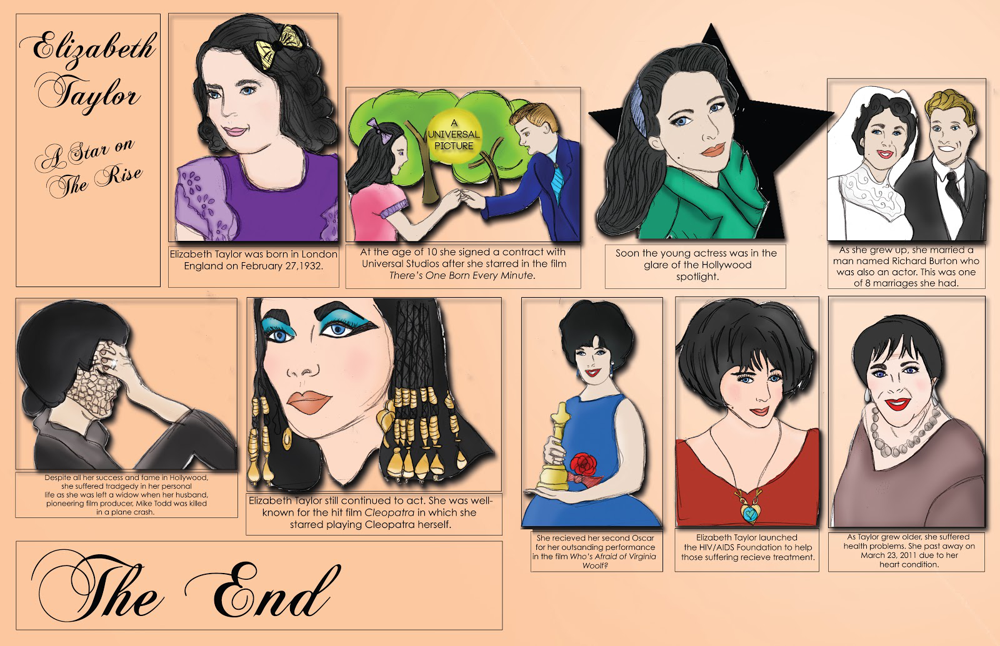 Elizabeth
Taylor
A Star on
The Rise
Elizabeth Taylor was born in London
England on February 27,1932.
A
UNIVERSAL
PICTURE
At the age of 10 she signed a contract with
Universal Studios after she starred in the film
There's One Born Every Minute.
Soon the young actress was in the
glare of the Hollywood
spotlight.
As she grew up, she married a
man named Richard Burton who
was also an actor. This was one
of 8 marriages she had.
Despite all her success and fame in Hollywood,
she suffered tradgedy in her personal
life as she was left a widow when her husband,
pioneering film producer, Mike Todd was killed
in a plane crash.
Elizabeth Taylor still continued to act. She was well-
known for the hit film Cleopatra in which she
starred playing Cleopatra herself.
She recieved her second Oscar
for her outsanding performance
in the film Who's Afraid of Virginia
Woolf?
Elizabeth Taylor launched
the HIV/AIDS Foundation to help
those suffering recieve treatment.
As Taylor grew older, she suffered
health problems. She past away on
March 23, 2011 due to her
heart condition.
The End